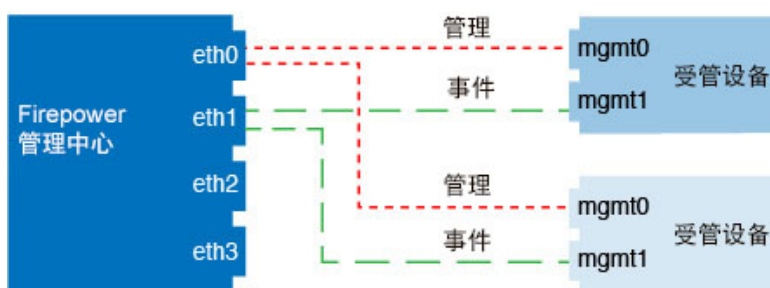 Firepower
管理中心
eth0
eth1
eth2
eth3
管理
事件
mgmt0
mgmt1
受管设备
管理
事件
mgmt0
mgmt1
受管设备